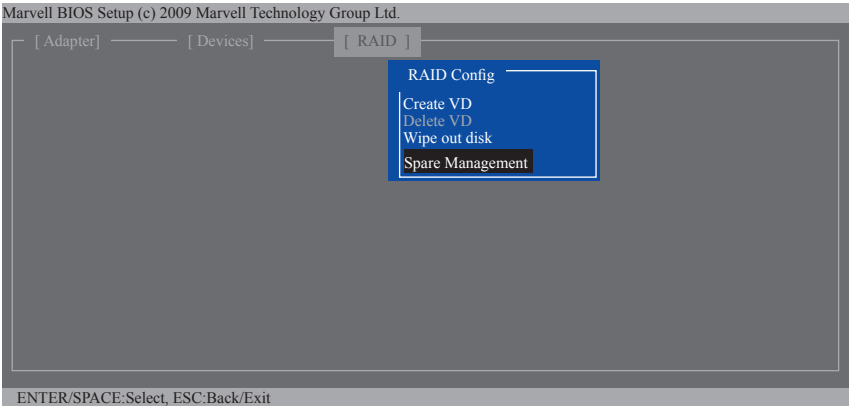 Marvell BIOS Setup (c) 2009 Marvell Technology Group Ltd.
[ Adapter] [ Devices] [ RAID ]
RAID Config
Create VD
Delete VD
Wipe out disk
Spare Management
ENTER/SPACE:Select, ESC:Back/Exit